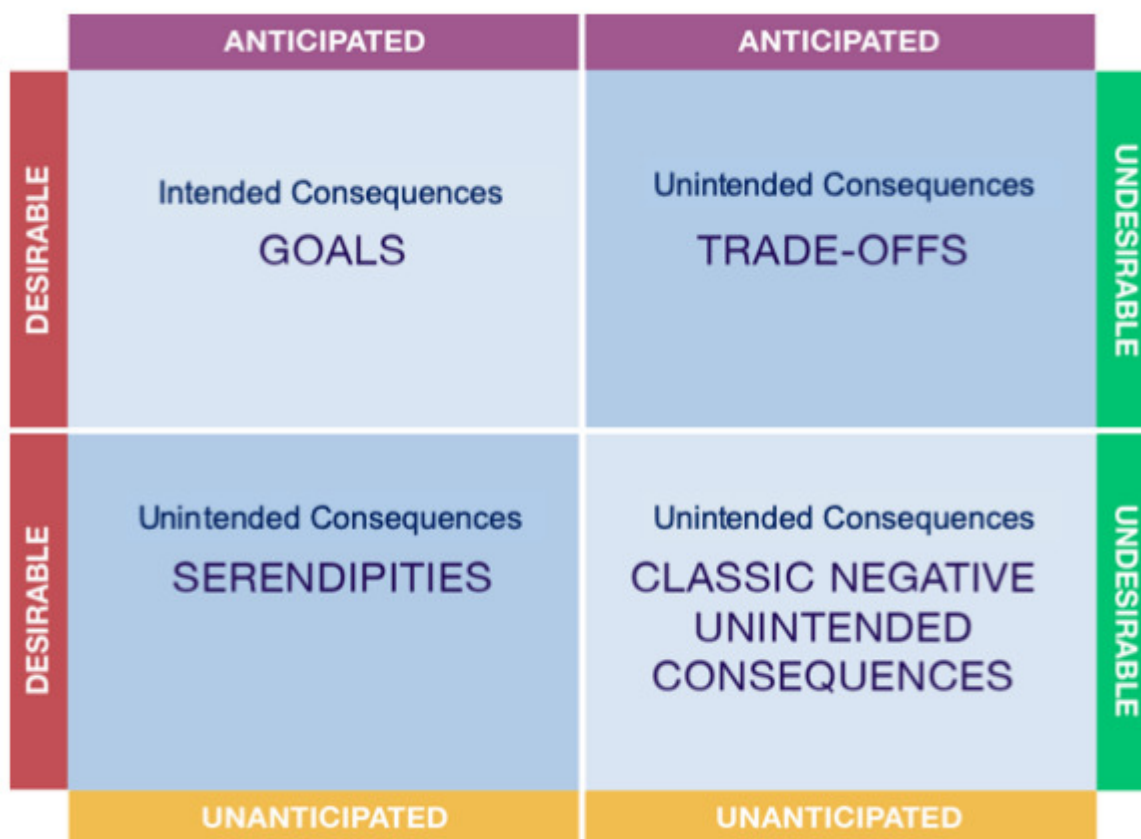 ANTICIPATED
ANTICIPATED
DESIRABLE
Intended Consequences
GOALS
Unintended Consequences
TRADE-OFFS
UNDESIRABLE
DESIRABLE
Unintended Consequences
SERENDIPITIES
Unintended Consequences
CLASSIC NEGATIVE
UNINTENDED
CONSEQUENCES
UNDESIRABLE
UNANTICIPATED
UNANTICIPATED